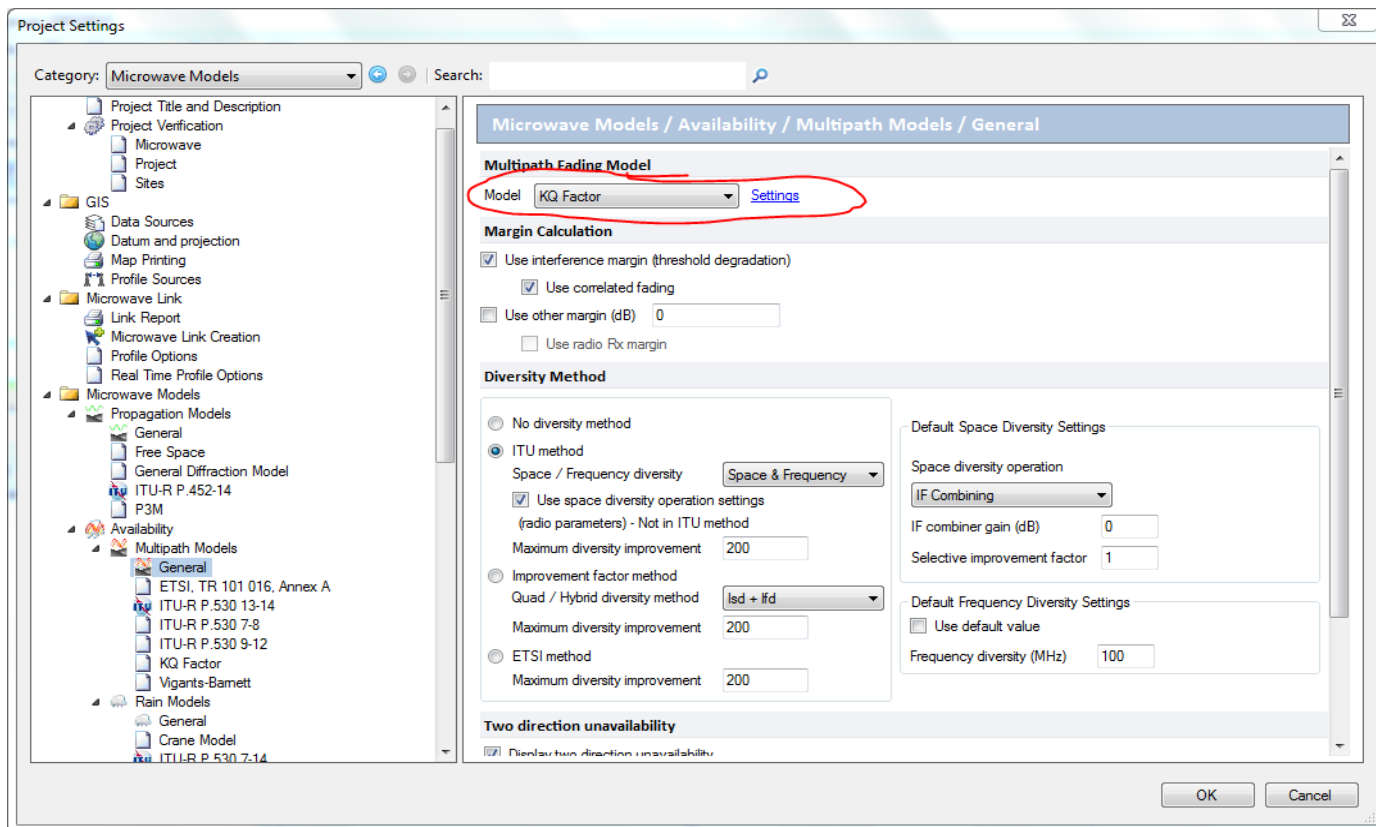 Project Settings
Category: Microwave Models Search:
Project Title and Description
Project Verification
Microwave
Project
Sites
GIS
Data Sources
Datum and projection
Map Printing
Profile Sources
Microwave Link
Link Report
Microwave Link Creation
Profile Options
Real Time Profile Options
Microwave Models
Propagation Models
General
Free Space
General Diffraction Model
ITU-R P.452-14
P3M
Availability
Multipath Models
General
ETSI, TR 101 016, Annex A
ITU-R P.530 13-14
ITU-R P.530 7-8
ITU-R P.530 9-12
KQ Factor
Vigants-Barnett
Rain Models
General
Crane Model
ITU-R P.530 7-14
Microwave Models / Availability / Multipath Models / General
Multipath Fading Model
Model KQ Factor Settings
Margin Calculation
Use interference margin (threshold degradation)
Use correlated fading
Use other margin (dB) 0
Use radio Rx margin
Diversity Method
No diversity method
ITU method
Space / Frequency diversity Space & Frequency
Use space diversity operation settings
(radio parameters) - Not in ITU method
Maximum diversity improvement 200
Improvement factor method
Quad / Hybrid diversity method Isd + Ifd
Maximum diversity improvement 200
ETSI method
Maximum diversity improvement 200
Default Space Diversity Settings
Space diversity operation
IF Combining
IF combiner gain (dB) 0
Selective improvement factor 1
Default Frequency Diversity Settings
Use default value
Frequency diversity (MHz) 100
Two direction unavailability
Display two direction unavailability
OK Cancel